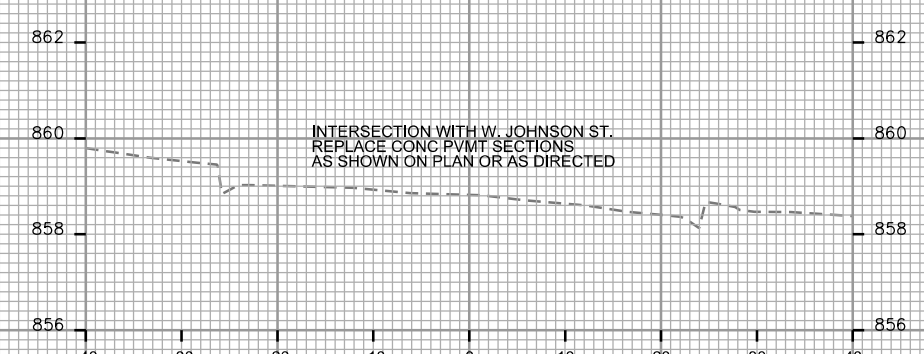 862 862
INTERSECTION WITH W. JOHNSON ST.
860 860
REPLACE CONC PVMT SECTIONS
AS SHOWN ON PLAN OR AS DIRECTED
858 858
856 856